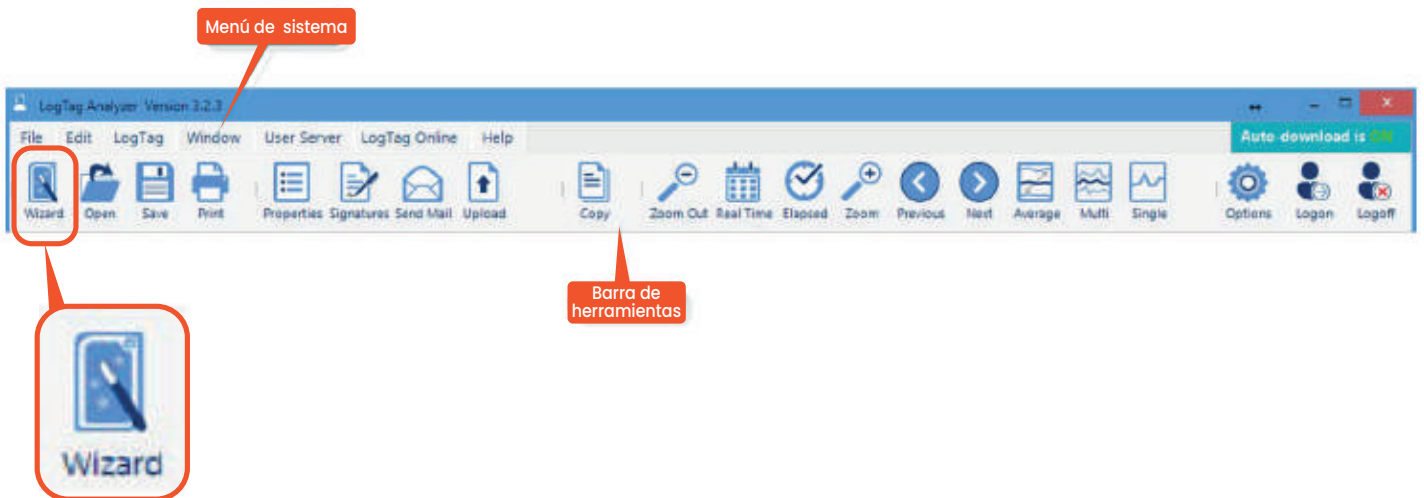 Menú de sistema
LogTag Analyzer Version 3.2.3
File Edit LogTag Window User Server LogTag Online Help
Auto-download is ON
Wizard Open Save Print Properties Signatures Send Mail Upload Copy Zoom Out Real Time Elapsed Zoom Previous Next Average Multi Single Options Logon Logoff
Barra de
herramientas
Wizard